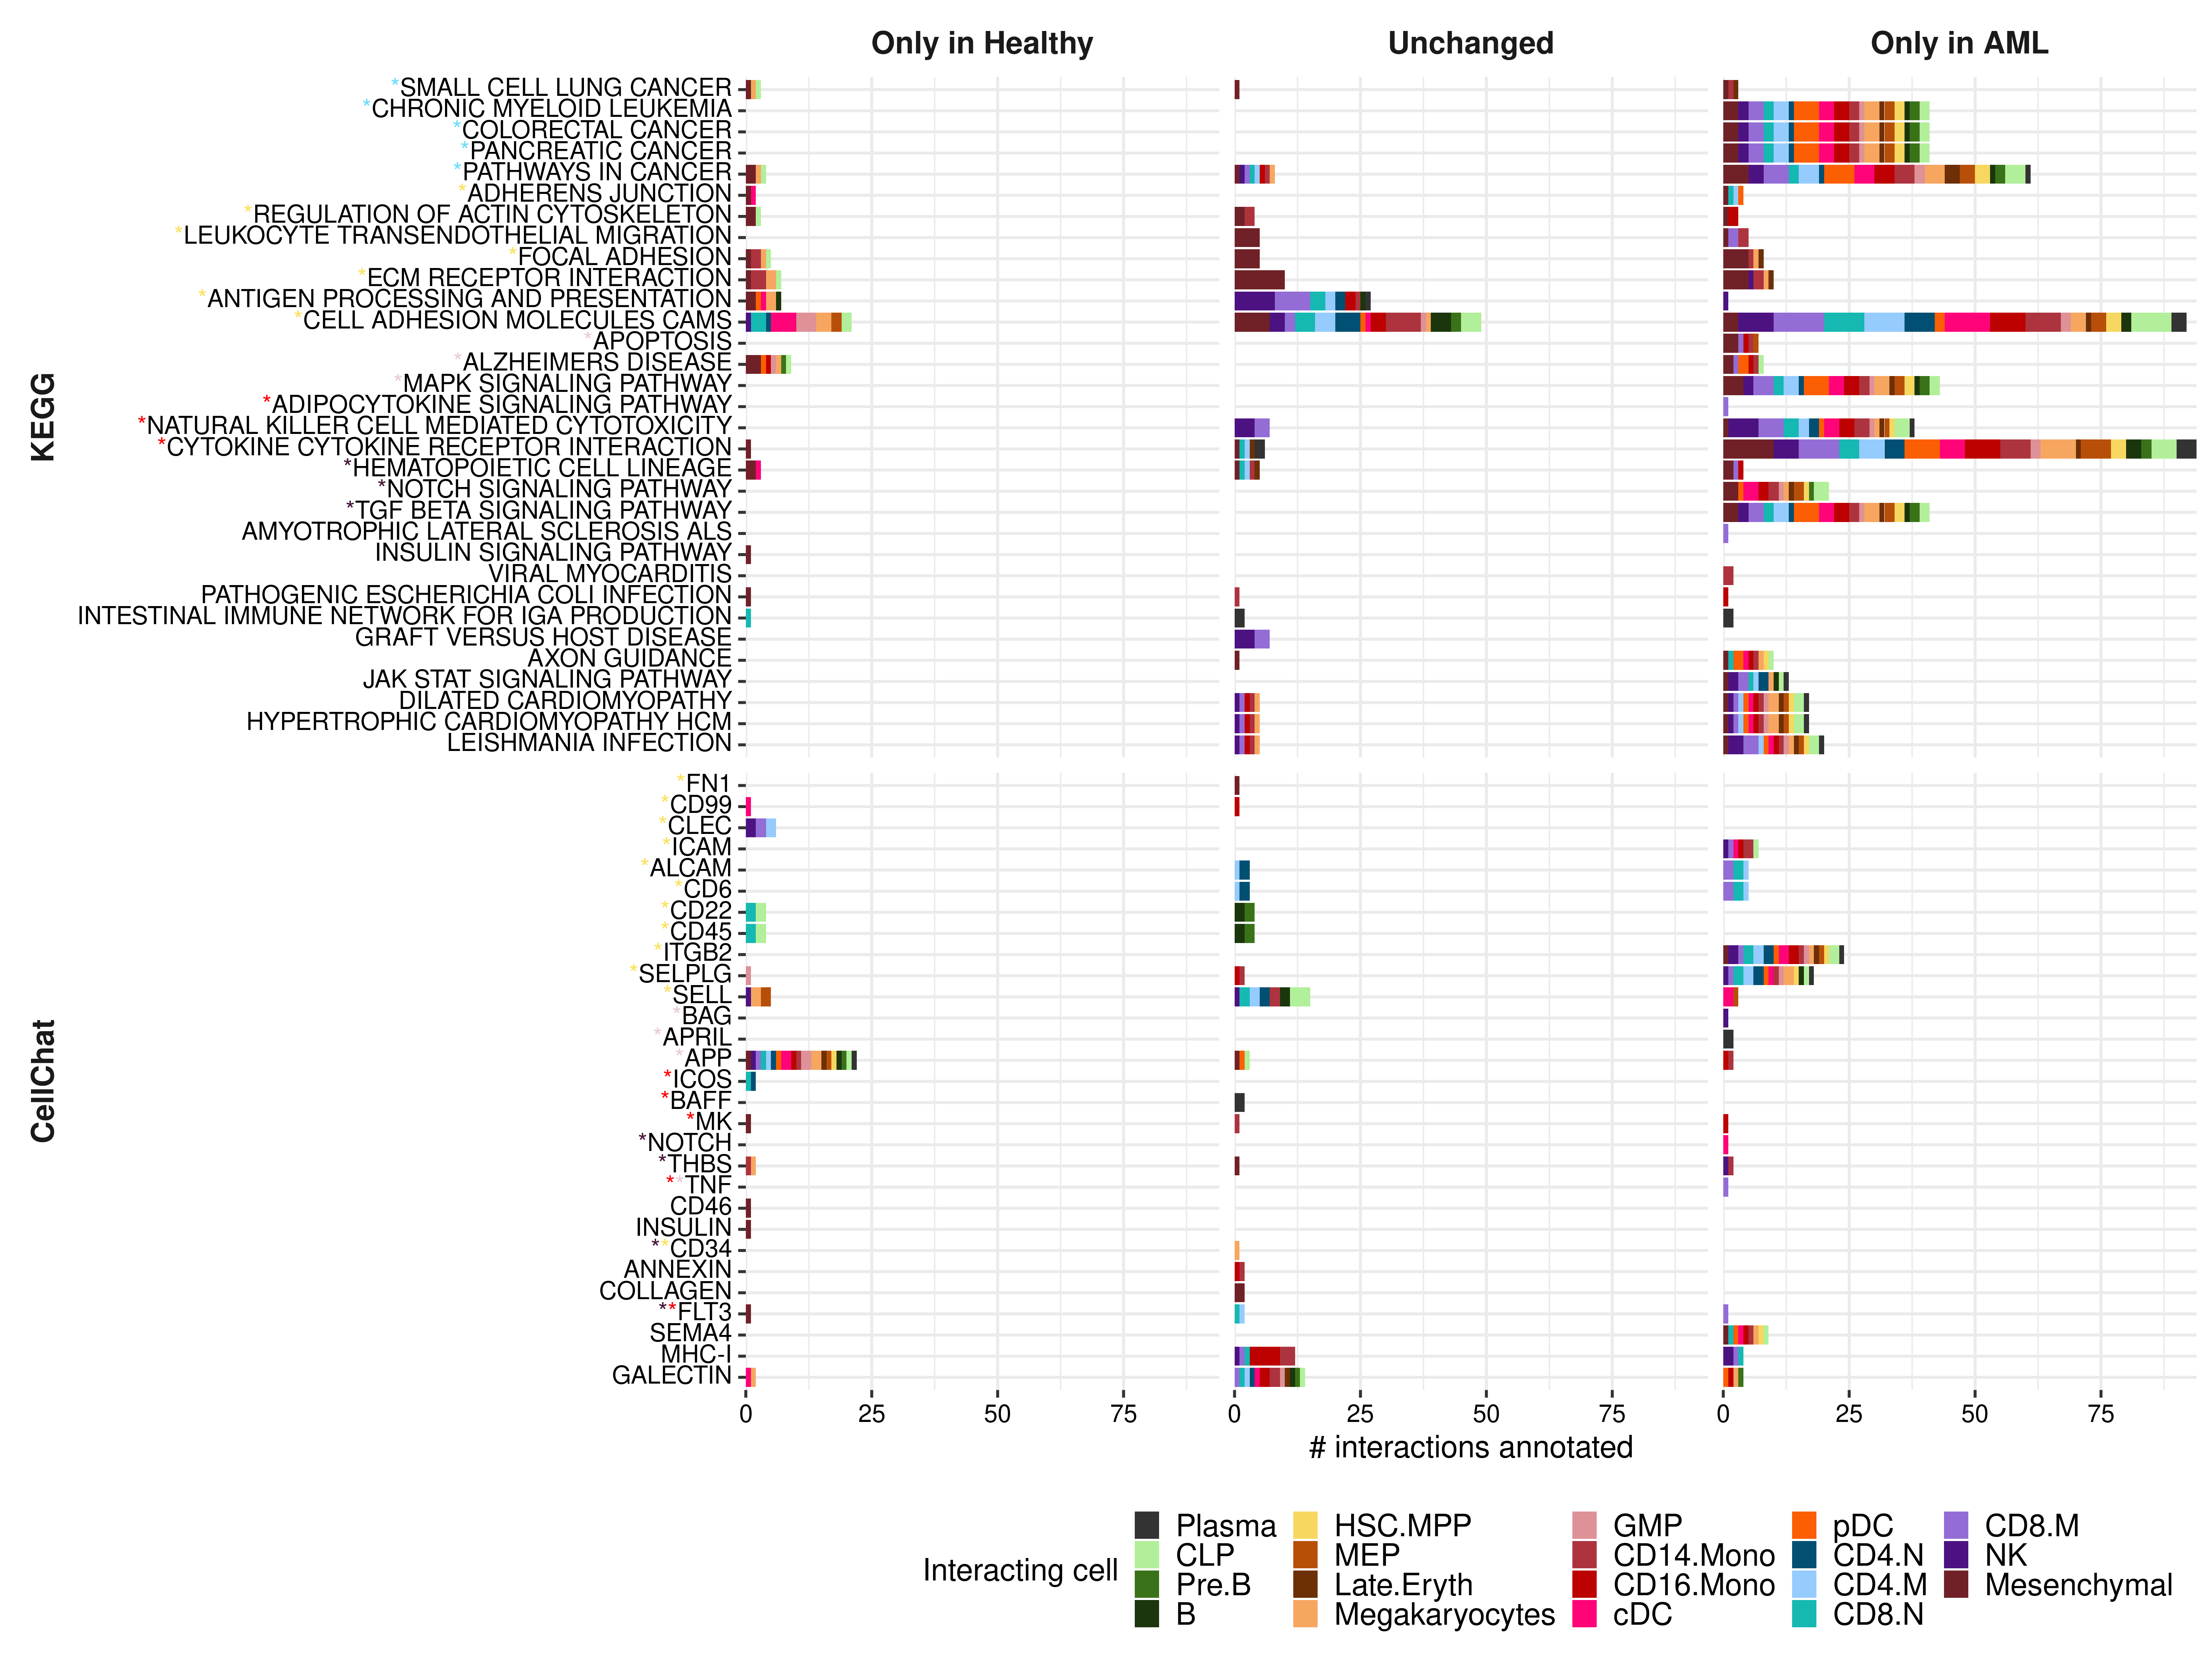 Only in Healthy
Unchanged
Only in AML
KEGG
*SMALL CELL LUNG CANCER
*CHRONIC MYELOID LEUKEMIA
*COLORECTAL CANCER
*PANCREATIC CANCER
*PATHWAYS IN CANCER
*ADHERENS JUNCTION
*REGULATION OF ACTIN CYTOSKELETON
*LEUKOCYTE TRANSENDOTHELIAL MIGRATION
*FOCAL ADHESION
*ECM RECEPTOR INTERACTION
*ANTIGEN PROCESSING AND PRESENTATION
*CELL ADHESION MOLECULES CAMS
*APOPTOSIS
*ALZHEIMERS DISEASE
*MAPK SIGNALING PATHWAY
*ADIPOCYTOKINE SIGNALING PATHWAY
*NATURAL KILLER CELL MEDIATED CYTOTOXICITY
*CYTOKINE CYTOKINE RECEPTOR INTERACTION
*HEMATOPOIETIC CELL LINEAGE
*NOTCH SIGNALING PATHWAY
*TGF BETA SIGNALING PATHWAY
AMYOTROPHIC LATERAL SCLEROSIS ALS
INSULIN SIGNALING PATHWAY
VIRAL MYOCARDITIS
PATHOGENIC ESCHERICHIA COLI INFECTION
INTESTINAL IMMUNE NETWORK FOR IGA PRODUCTION
GRAFT VERSUS HOST DISEASE
AXON GUIDANCE
JAK STAT SIGNALING PATHWAY
DILATED CARDIOMYOPATHY
HYPERTROPHIC CARDIOMYOPATHY HCM
LEISHMANIA INFECTION
CellChat
*FN1
*CD99
*CLEC
*ICAM
*ALCAM
*CD6
*CD22
*CD45
*ITGB2
*SELPLG
*SELL
*BAG
*APRIL
*APP
*ICOS
*BAFF
*MK
*NOTCH
*THBS
**TNF
CD46
INSULIN
**CD34
ANNEXIN
COLLAGEN
**FLT3
SEMA4
MHC-I
GALECTIN
0 25 50 75
0 25 50 75
0 25 50 75
# interactions annotated
Interacting cell
Plasma
CLP
Pre.B
B
HSC.MPP
MEP
Late.Eryth
Megakaryocytes
GMP
CD14.Mono
CD16.Mono
cDC
pDC
CD4.N
CD4.M
CD8.N
CD8.M
NK
Mesenchymal